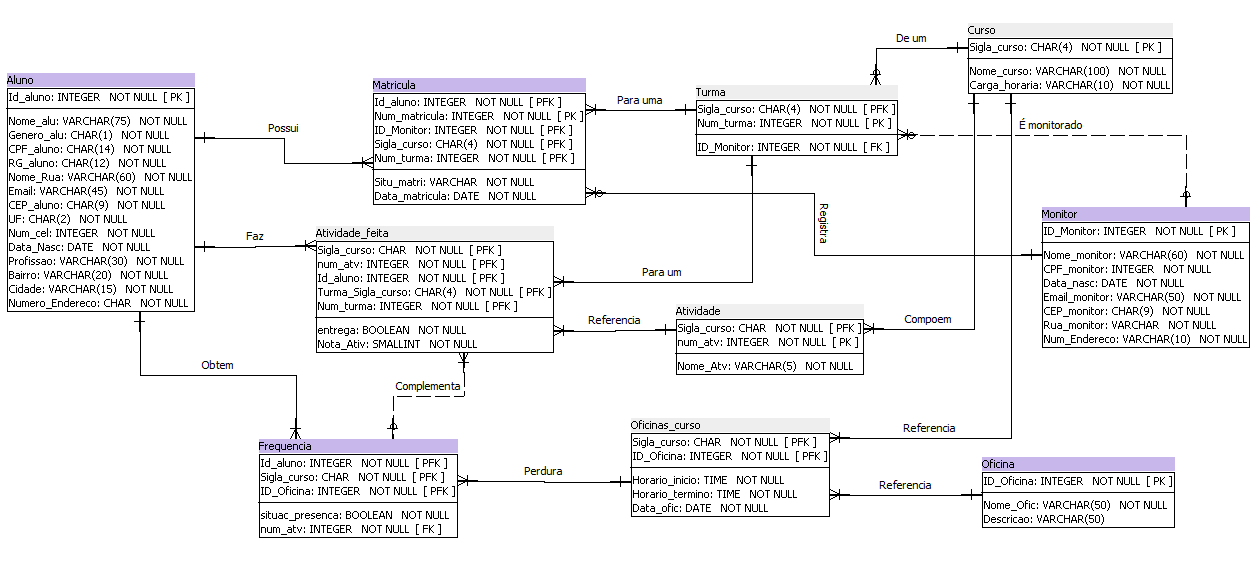 Curso
Sigla_curso: CHAR(4)   NOT NULL  [ PK ]
Nome_curso: VARCHAR(100)   NOT NULL
Carga_horaria: VARCHAR(10)   NOT NULL
De um
Aluno
Id_aluno: INTEGER   NOT NULL  [ PK ]
Nome_alu: VARCHAR(75)   NOT NULL
Genero_alu: CHAR(1)   NOT NULL
CPF_aluno: CHAR(14)   NOT NULL
RG_aluno: CHAR(12)   NOT NULL
Nome_Rua: VARCHAR(60)   NOT NULL
Email: VARCHAR(45)   NOT NULL
CEP_aluno: CHAR(9)   NOT NULL
UF: CHAR(2)   NOT NULL
Num_cel: INTEGER   NOT NULL
Data_Nasc: DATE   NOT NULL
Profissao: VARCHAR(30)   NOT NULL
Bairro: VARCHAR(20)   NOT NULL
Cidade: VARCHAR(15)   NOT NULL
Numero_Endereco: CHAR   NOT NULL
Possui
Matricula
Id_aluno: INTEGER   NOT NULL  [ PFK ]
Num_matricula: INTEGER   NOT NULL  [ PK ]
ID_Monitor: INTEGER   NOT NULL  [ PFK ]
Sigla_curso: CHAR(4)   NOT NULL  [ PFK ]
Num_turma: INTEGER   NOT NULL  [ PFK ]
Situ_matri: VARCHAR   NOT NULL
Data_matricula: DATE   NOT NULL
Para uma
Turma
Sigla_curso: CHAR(4)   NOT NULL  [ PFK ]
Num_turma: INTEGER   NOT NULL  [ PK ]
ID_Monitor: INTEGER   NOT NULL  [ FK ]
É monitorado
Registra
Monitor
ID_Monitor: INTEGER   NOT NULL  [ PK ]
Nome_monitor: VARCHAR(60)   NOT NULL
CPF_monitor: INTEGER   NOT NULL
Data_nasc: DATE   NOT NULL
Email_monitor: VARCHAR(50)   NOT NULL
CEP_monitor: CHAR(9)   NOT NULL
Rua_monitor: VARCHAR   NOT NULL
Num_Endereco: VARCHAR(10)   NOT NULL
Faz
Atividade_feita
Sigla_curso: CHAR   NOT NULL  [ PFK ]
num_atv: INTEGER   NOT NULL  [ PFK ]
Id_aluno: INTEGER   NOT NULL  [ PFK ]
Turma_Sigla_curso: CHAR(4)   NOT NULL  [ PFK ]
Num_turma: INTEGER   NOT NULL  [ PFK ]
entrega: BOOLEAN   NOT NULL
Nota_Ativ: SMALLINT   NOT NULL
Para um
Referencia
Atividade
Sigla_curso: CHAR   NOT NULL  [ PFK ]
num_atv: INTEGER   NOT NULL  [ PK ]
Nome_Atv: VARCHAR(5)   NOT NULL
Compoem
Obtem
Complementa
Frequencia
Id_aluno: INTEGER   NOT NULL  [ PFK ]
Sigla_curso: CHAR   NOT NULL  [ PFK ]
ID_Oficina: INTEGER   NOT NULL  [ PFK ]
situac_presenca: BOOLEAN   NOT NULL
num_atv: INTEGER   NOT NULL  [ FK ]
Perdura
Oficinas_curso
Sigla_curso: CHAR   NOT NULL  [ PFK ]
ID_Oficina: INTEGER   NOT NULL  [ PFK ]
Horario_inicio: TIME   NOT NULL
Horario_termino: TIME   NOT NULL
Data_ofic: DATE   NOT NULL
Referencia
Referencia
Oficina
ID_Oficina: INTEGER   NOT NULL  [ PK ]
Nome_Ofic: VARCHAR(50)   NOT NULL
Descricao: VARCHAR(50)